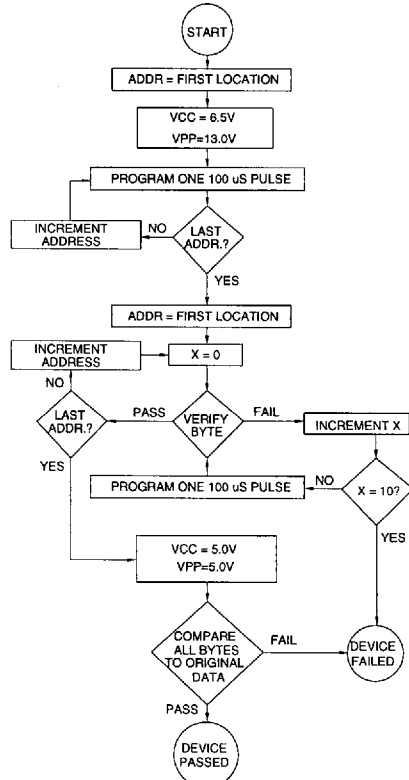 START
ADDR = FIRST LOCATION
VCC = 6.5V
VPP=13.0V
PROGRAM ONE 100 uS PULSE
INCREMENT
ADDRESS
NO
LAST
ADDR.?
YES
ADDR = FIRST LOCATION
INCREMENT
ADDRESS
X = 0
NO
LAST
ADDR.?
PASS
VERIFY
BYTE
FAIL
INCREMENT X
YES
PROGRAM ONE 100 uS PULSE
NO
X = 10?
YES
VCC = 5.0V
VPP=5.0V
COMPARE
ALL BYTES
TO ORIGINAL
DATA
FAIL
DEVICE
FAILED
PASS
DEVICE
PASSED